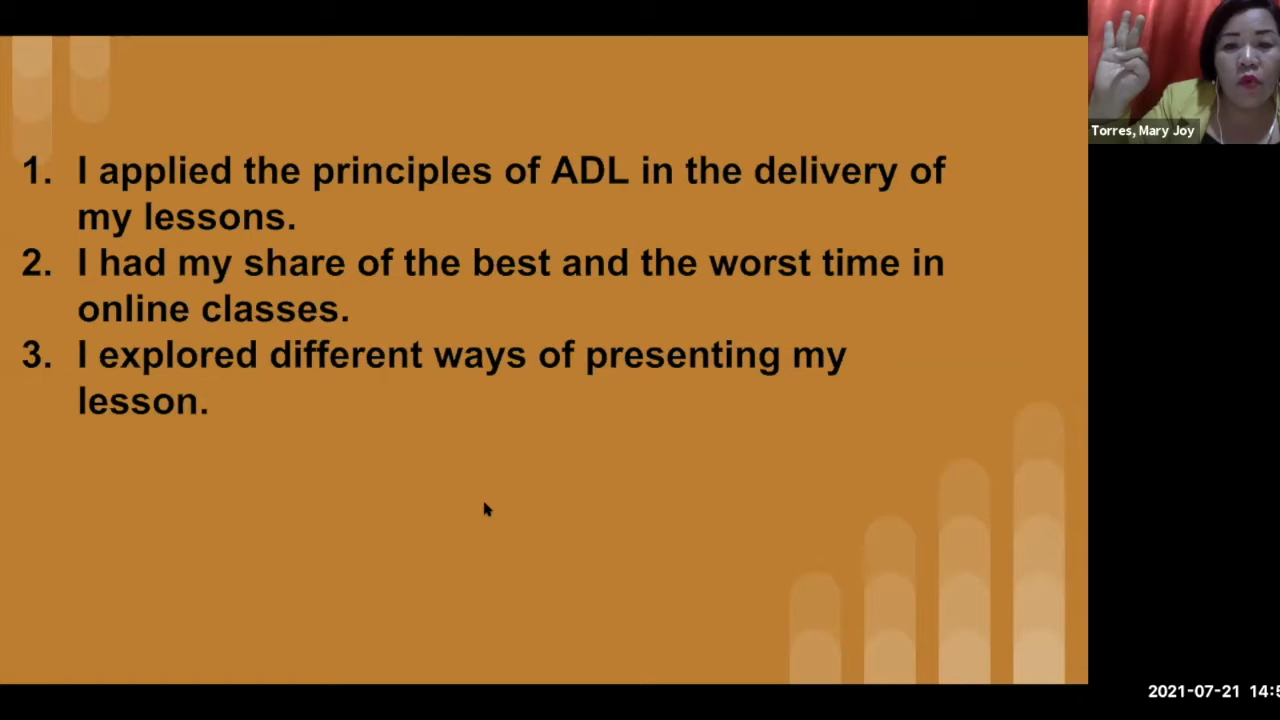 Torres, Mary Joy
1. I applied the principles of ADL in the delivery of
my lessons.
2. I had my share of the best and the worst time in
online classes.
3. I explored different ways of presenting my
lesson.
2021-07-21 14:5